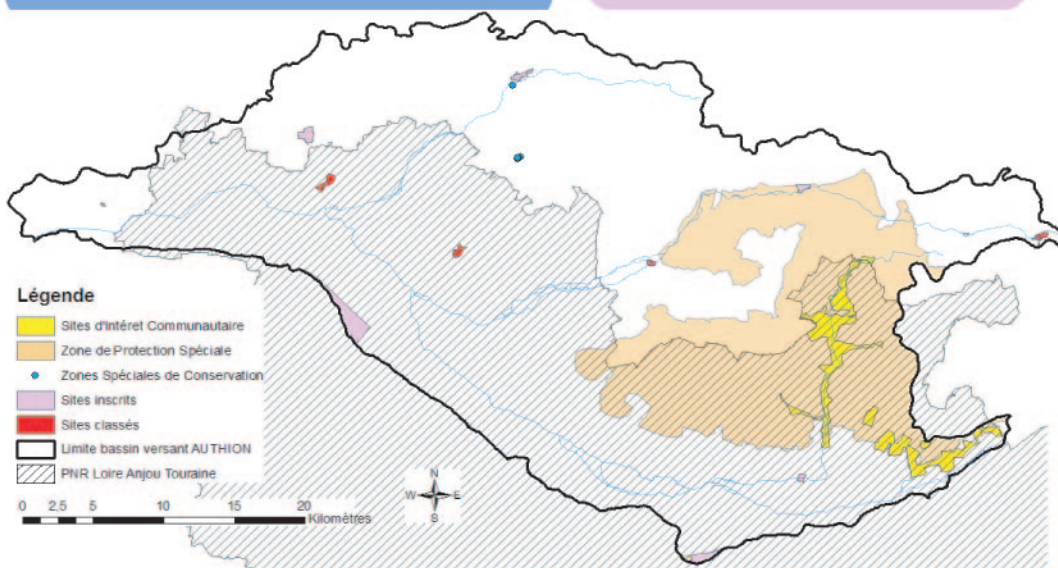 Légende
Sites d'Intéret Communautaire
Zone de Protection Spéciale
Zones Spéciales de Conservation
Sites inscrits
Sites classés
Limite bassin versant AUTHION
PNR Loire Anjou Touraine
0 2,5 5 10 15 20
Kilomètres
N
W E
S